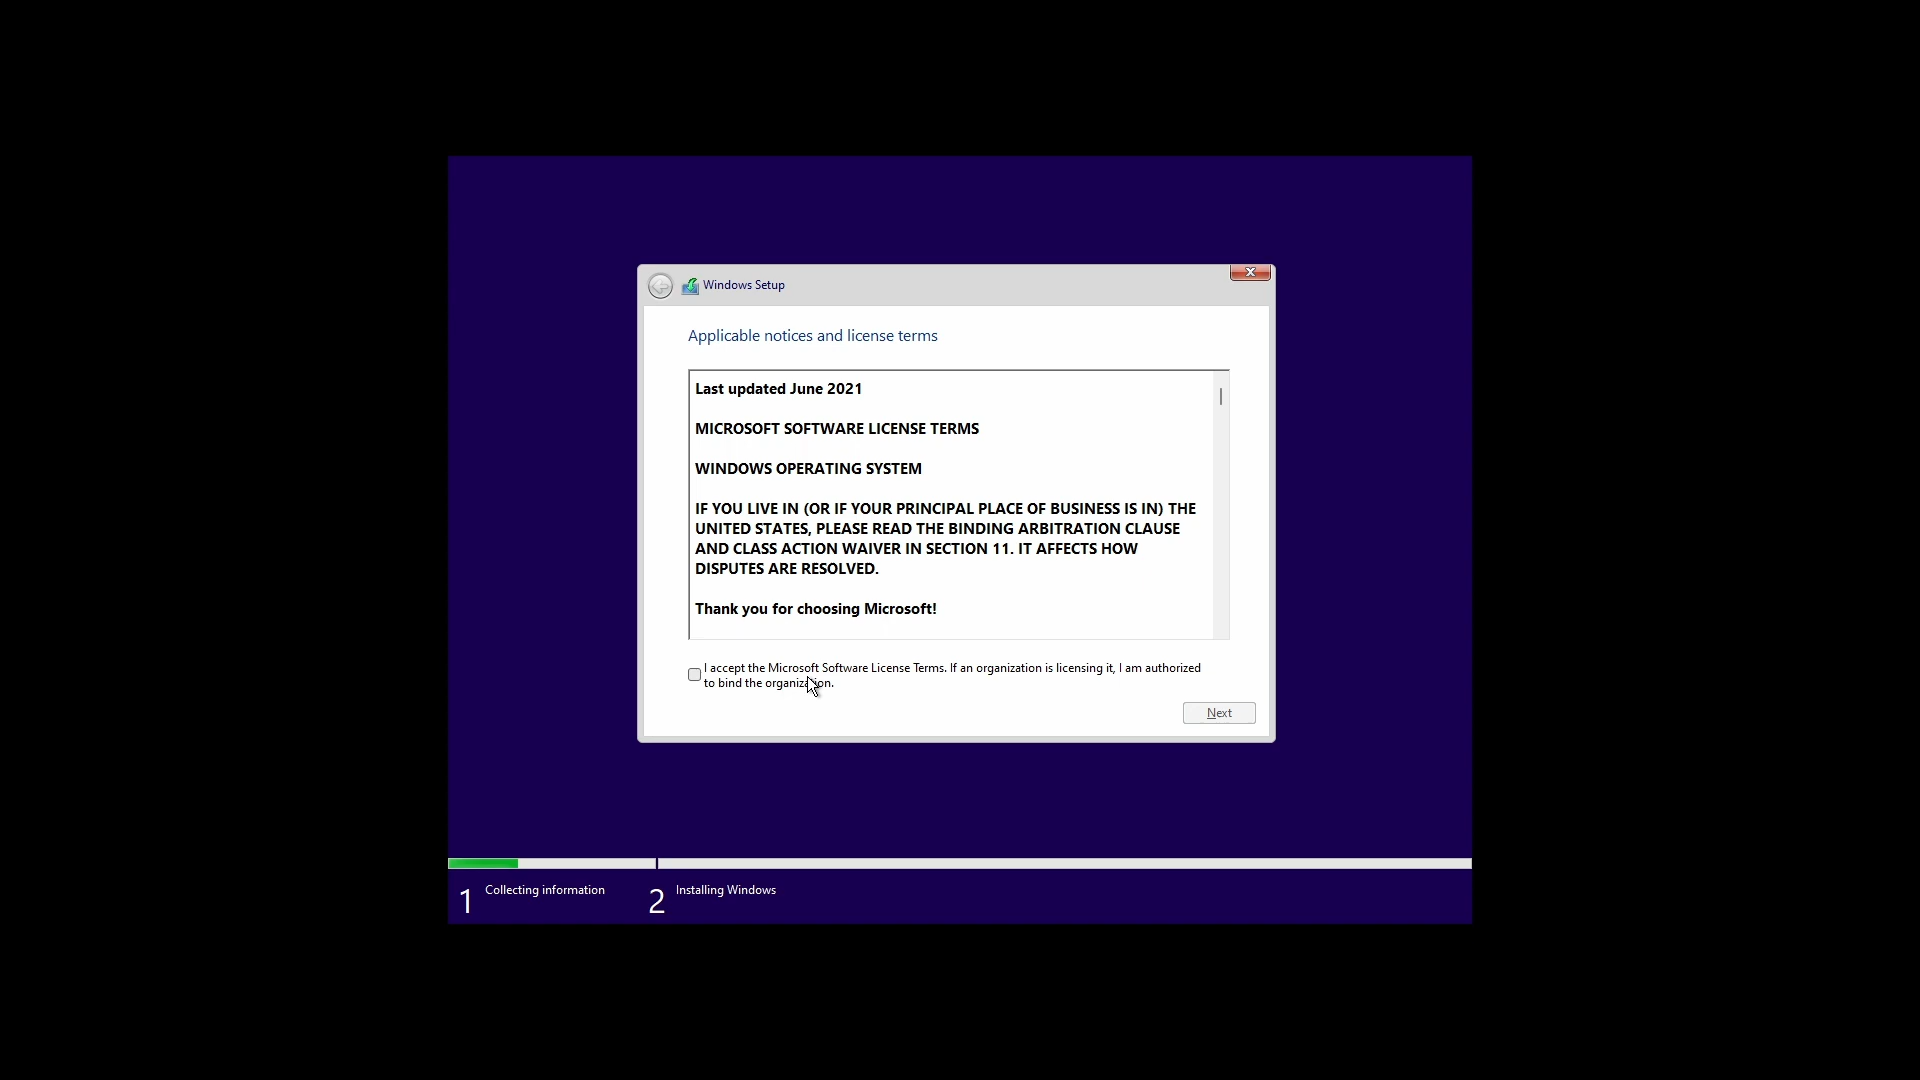 Windows Setup
Applicable notices and license terms
Last updated June 2021
MICROSOFT SOFTWARE LICENSE TERMS
WINDOWS OPERATING SYSTEM
IF YOU LIVE IN (OR IF YOUR PRINCIPAL PLACE OF BUSINESS IS IN) THE
UNITED STATES, PLEASE READ THE BINDING ARBITRATION CLAUSE
AND CLASS ACTION WAIVER IN SECTION 11. IT AFFECTS HOW
DISPUTES ARE RESOLVED.
Thank you for choosing Microsoft!
I accept the Microsoft Software License Terms. If an organization is licensing it, I am authorized
to bind the organization.
Next
1 Collecting information
2 Installing Windows